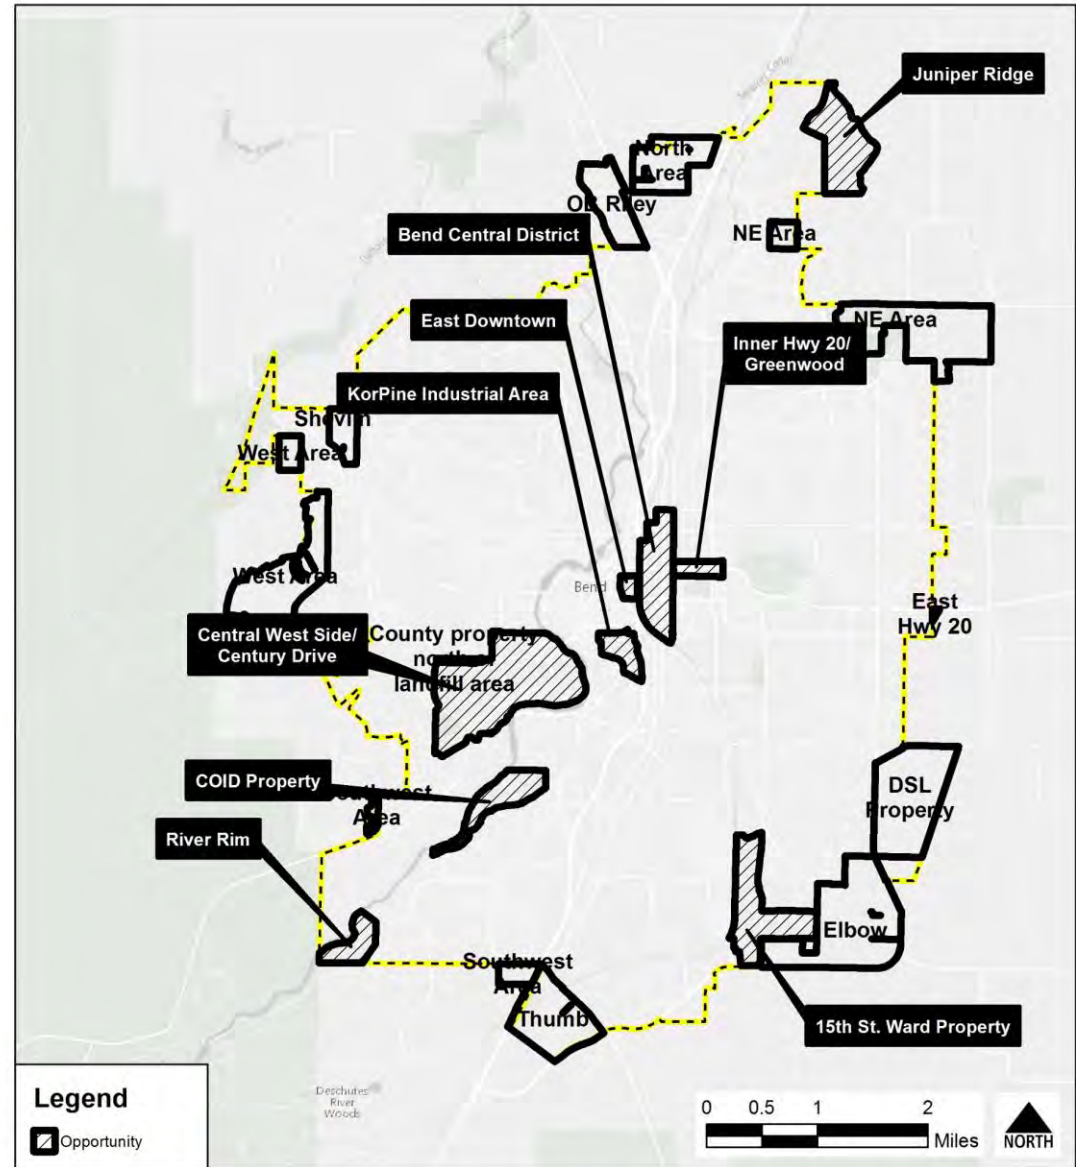 Juniper Ridge
North
Area
OB Riley
Bend Central District
NE Area
East Downtown
Inner Hwy 20/
Greenwood
NE Area
KorPine Industrial Area
Shevlin
West Area
West Area
Bend
East
Hwy 20
Central West Side/
Century Drive
County property
north of
landfill area
COID Property
Southwest
Area
DSL
Property
River Rim
Elbow
Southwest
Area
Thumb
15th St. Ward Property
Deschutes
River
Woods
Legend
Opportunity
0 0.5 1 2
Miles
NORTH